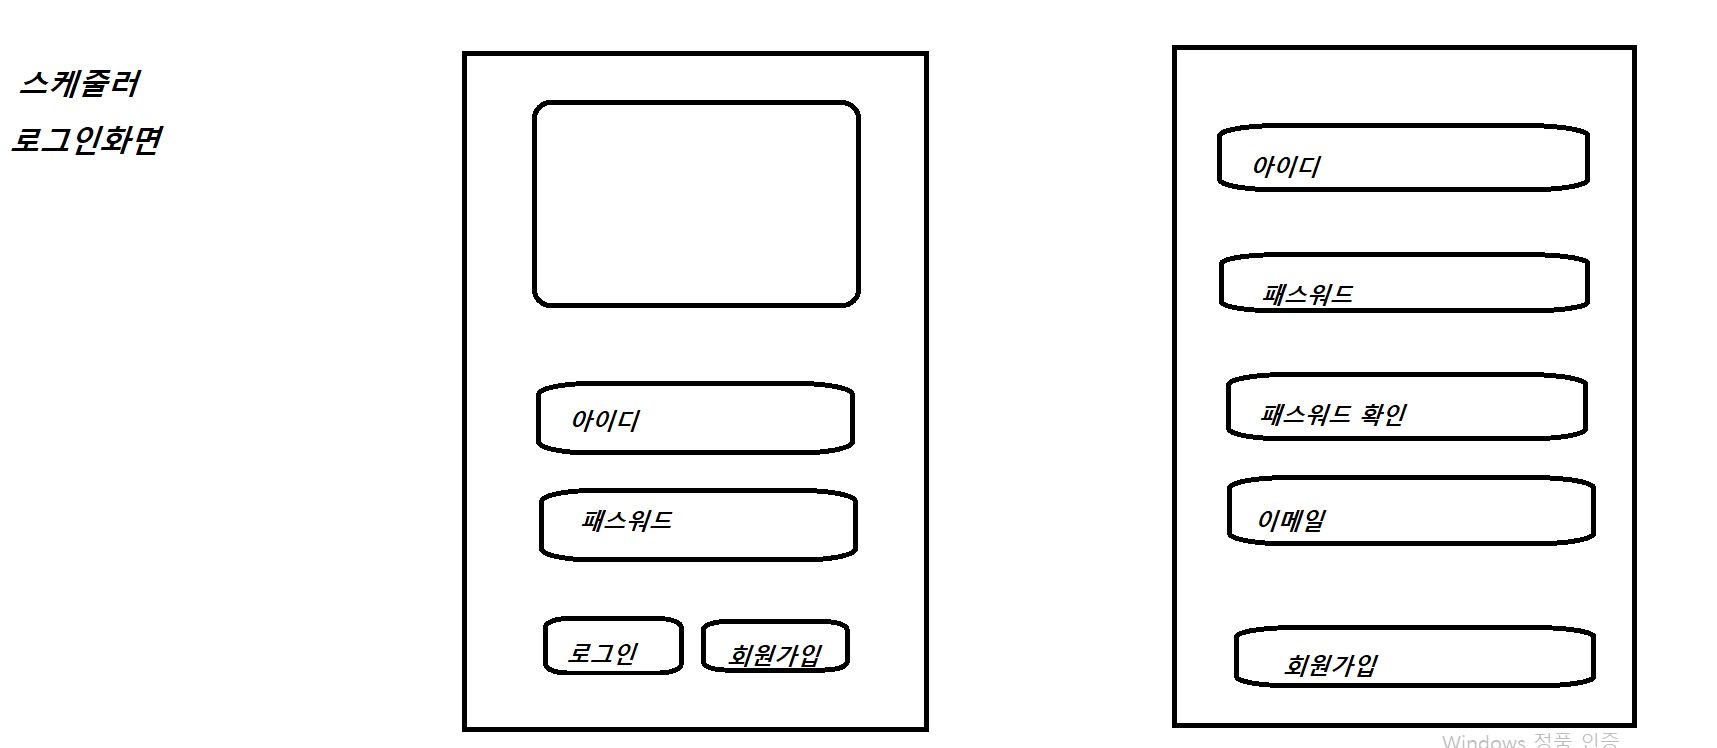 스케줄러
로그인화면
아이디
패스워드
로그인 회원가입
아이디
패스워드
패스워드 확인
이메일
회원가입
Windows 정품 인증